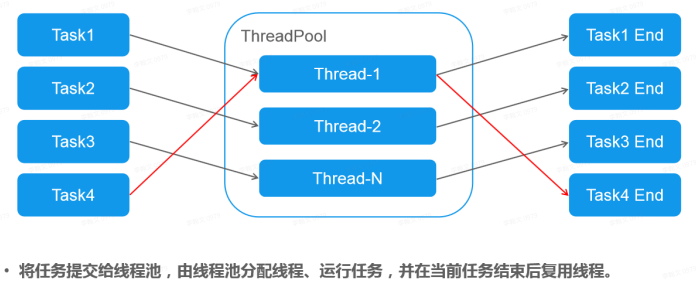 Task1
ThreadPool
Task1 End
Thread-1
Task2
Task2 End
Thread-2
Task3
Task3 End
Thread-N
Task4
Task4 End
• 将任务提交给线程池，由线程池分配线程、运行任务，并在当前任务结束后复用线程。